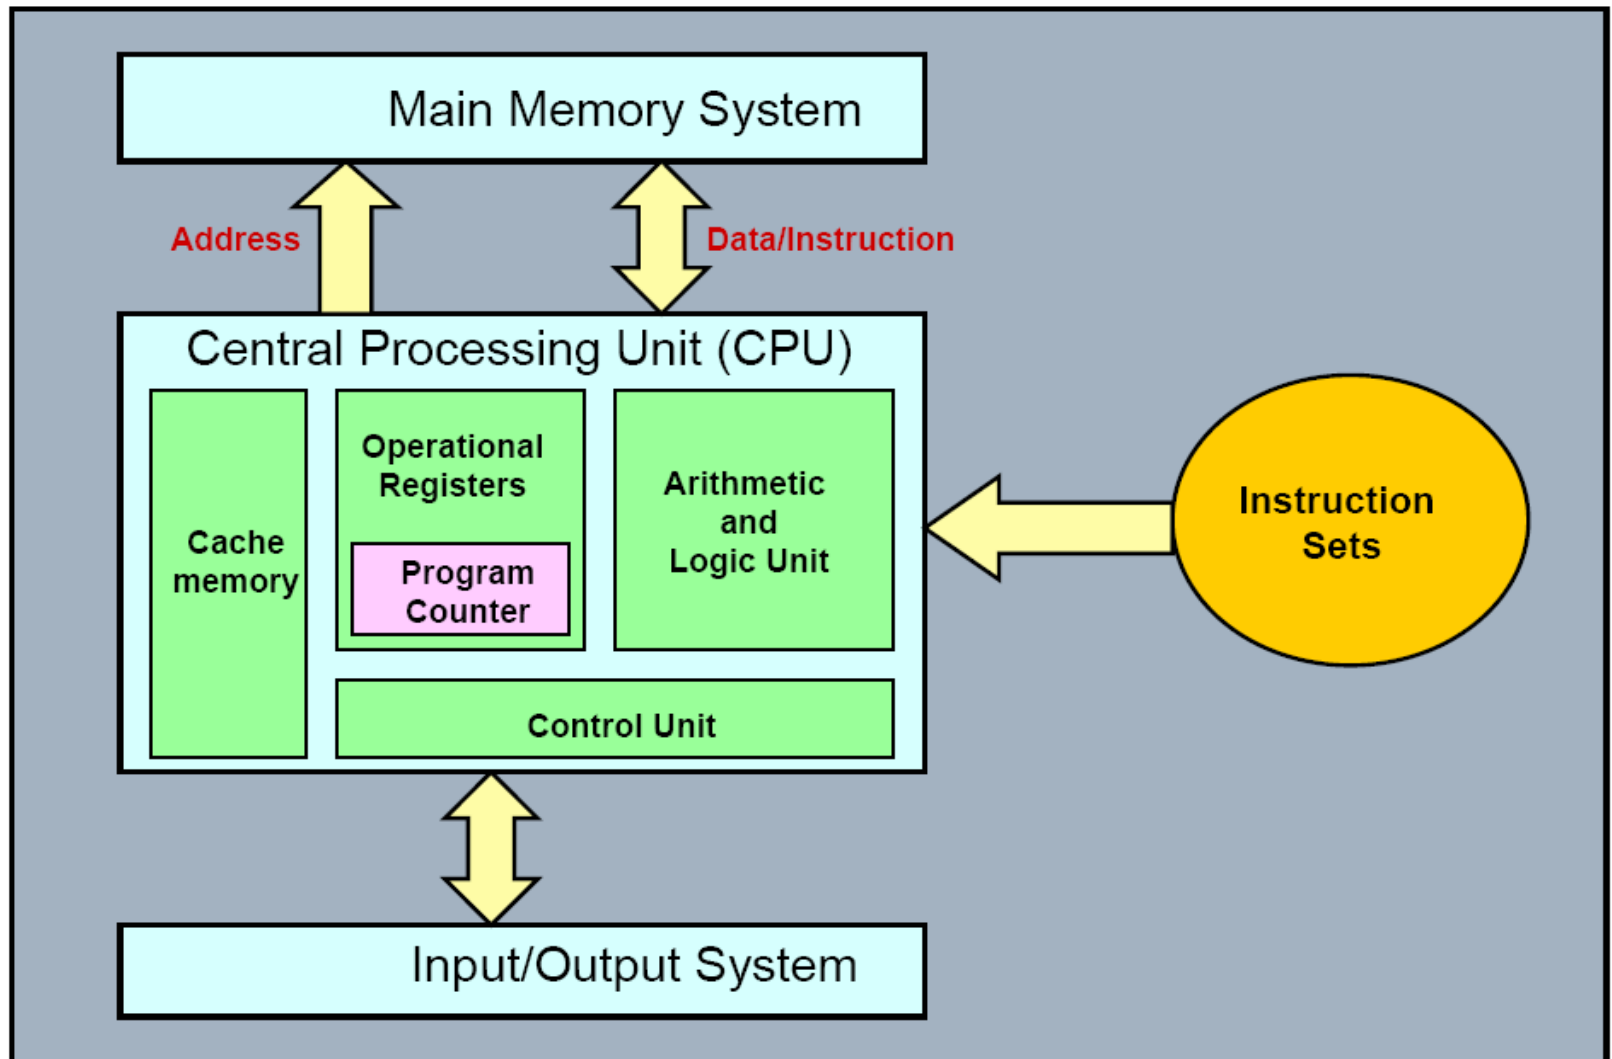 Main Memory System
Address
Data/Instruction
Central Processing Unit (CPU)
Cache
memory
Operational
Registers
Program
Counter
Arithmetic
and
Logic Unit
Control Unit
Instruction
Sets
Input/Output System